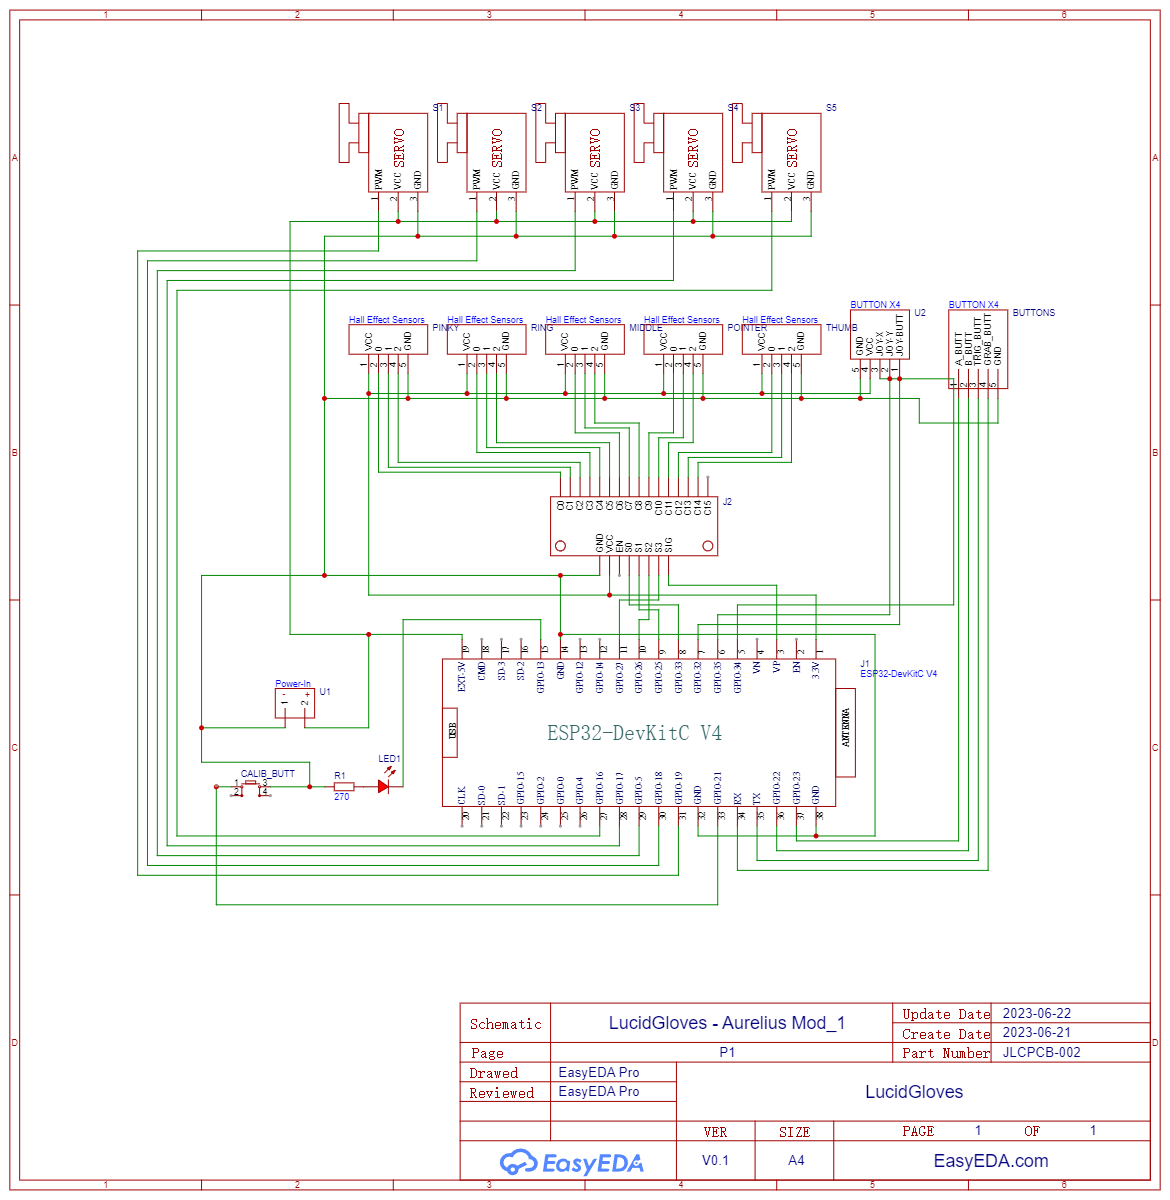 1 2 3 4 5 6
A A
B B
C C
D D
S1 S2 S3 S4 S5
SERVO SERVO SERVO SERVO SERVO
PWM VCC GND PWM VCC GND PWM VCC GND PWM VCC GND PWM VCC GND
1 2 3 1 2 3 1 2 3 1 2 3 1 2 3
BUTTON X4 BUTTON X4
U2 BUTTONS
Hall Effect Sensors Hall Effect Sensors Hall Effect Sensors Hall Effect Sensors Hall Effect Sensors
PINKY RING MIDDLE POINTER THUMB
VCC 0 1 2 GND VCC 0 1 2 GND VCC 0 1 2 GND VCC 0 1 2 GND VCC 0 1 2 GND
1 2 3 4 5 1 2 3 4 5 1 2 3 4 5 1 2 3 4 5 1 2 3 4 5
GND VCC JOY-X JOY-Y JOY-BUTT
5 4 3 2 1
A_BUTT B_BUTT TRIG_BUTT GRAB_BUTT GND
1 2 3 4 5
J2
C0 C1 C2 C3 C4 C5 C6 C7 C8 C9 C10 C11 C12 C13 C14 C15
GND VCC EN S0 S1 S2 S3 SIG
19 18 17 16 15 14 13 12 11 10 9 8 7 6 5 4 3 2 1
EXT-5V CMD SD-3 SD-2 GPIO-13 GND GPIO-12 GPIO-14 GPIO-27 GPIO-26 GPIO-25 GPIO-33 GPIO-32 GPIO-35 GPIO-34 VN VP EN 3.3V
J1
ESP32-DevKitC V4
Power-In
U1
- +
1 2
USB
ESP32-DevKitC V4
ANTENNA
LED1
CALIB_BUTT
1 3
2 4
R1
270
CLK SD-0 SD-1 GPIO-15 GPIO-2 GPIO-0 GPIO-4 GPIO-16 GPIO-17 GPIO-5 GPIO-18 GPIO-19 GND GPIO-21 RX TX GPIO-22 GPIO-23 GND
20 21 22 23 24 25 26 27 28 29 30 31 32 33 34 35 36 37 38
Schematic
LucidGloves - Aurelius Mod_1
Update Date 2023-06-22
Create Date 2023-06-21
Page P1
Part Number JLCPCB-002
Drawed EasyEDA Pro
Reviewed EasyEDA Pro
LucidGloves
VER SIZE PAGE 1 OF 1
EasyEDA
V0.1 A4 EasyEDA.com
1 2 3 4 5 6